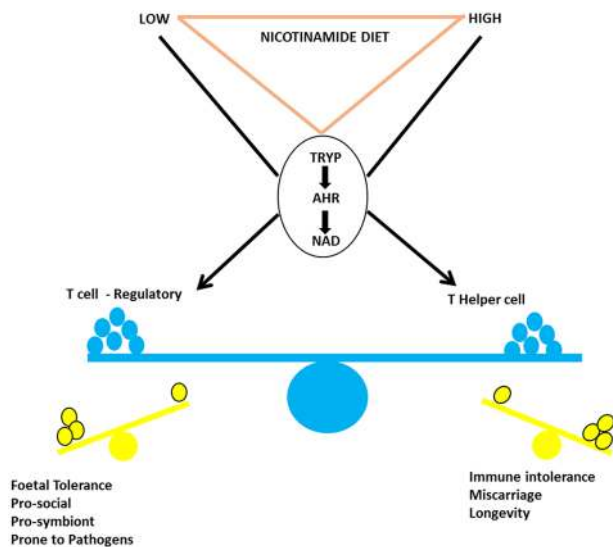 LOW
HIGH
NICOTINAMIDE DIET
TRYP
AHR
NAD
T cell - Regulatory
T Helper cell
Foetal Tolerance
Pro-social
Pro-symbiont
Prone to Pathogens
Immune intolerance
Miscarriage
Longevity